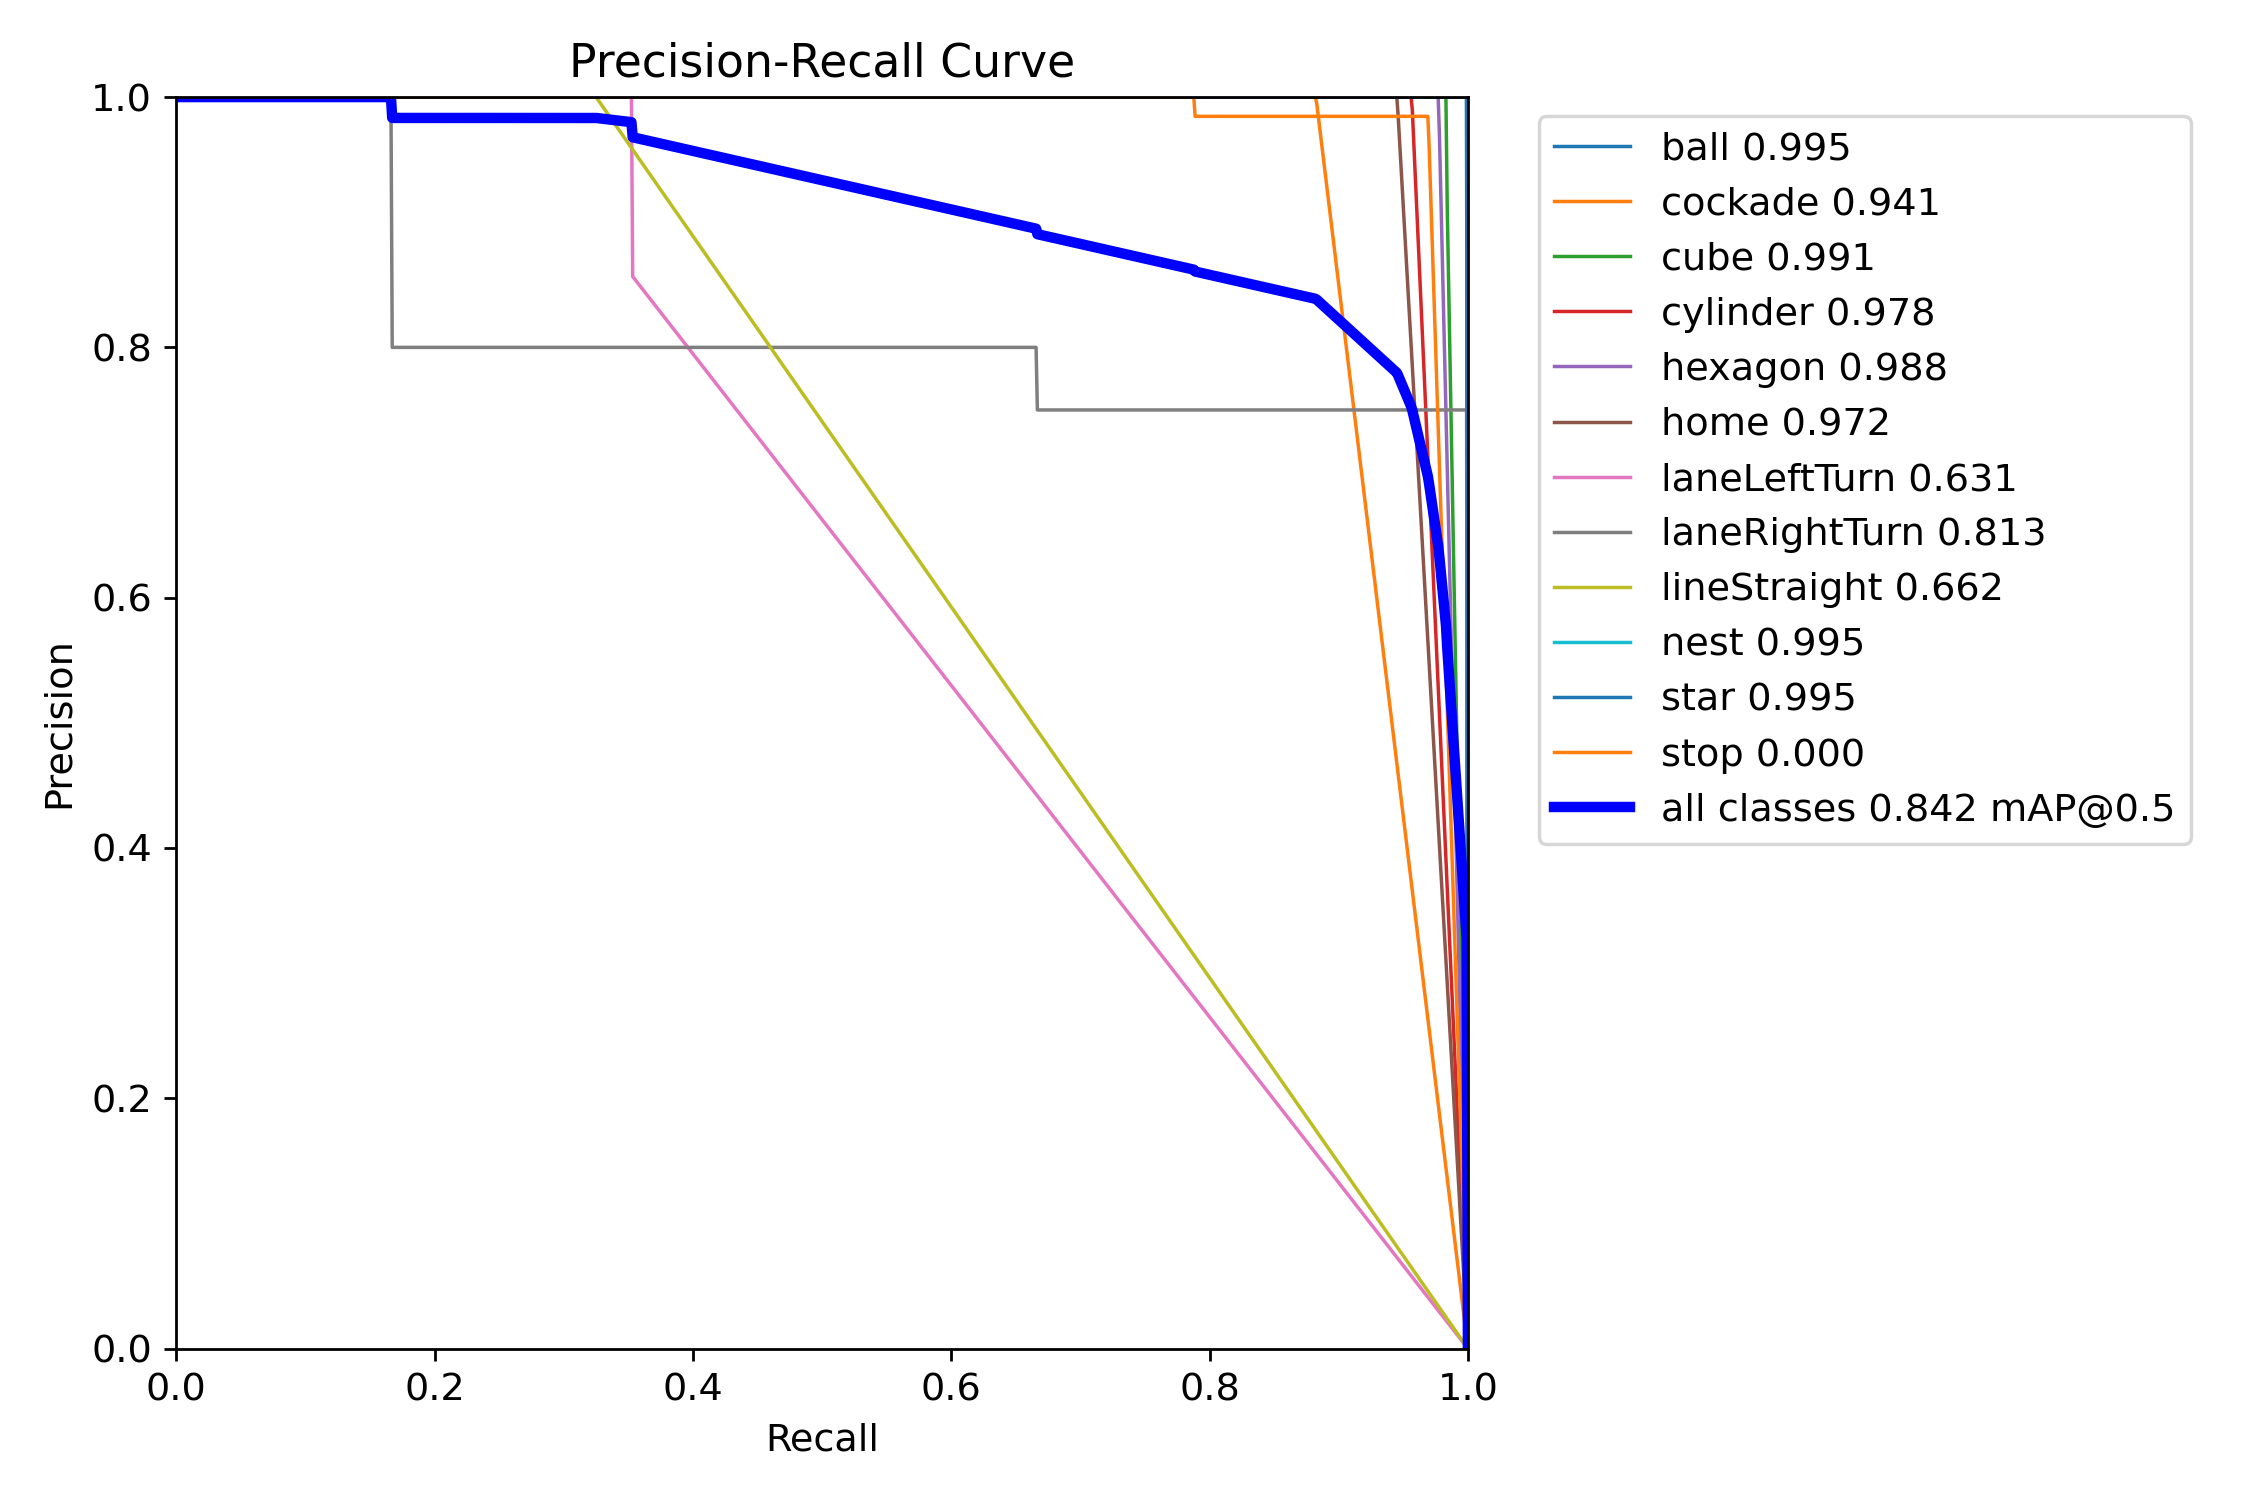 Precision-Recall Curve
1.0
0.8
0.6
0.4
0.2
0.0
Precision
0.0 0.2 0.4 0.6 0.8 1.0
Recall
ball 0.995
cockade 0.941
cube 0.991
cylinder 0.978
hexagon 0.988
home 0.972
laneLeftTurn 0.631
laneRightTurn 0.813
lineStraight 0.662
nest 0.995
star 0.995
stop 0.000
all classes 0.842 mAP@0.5